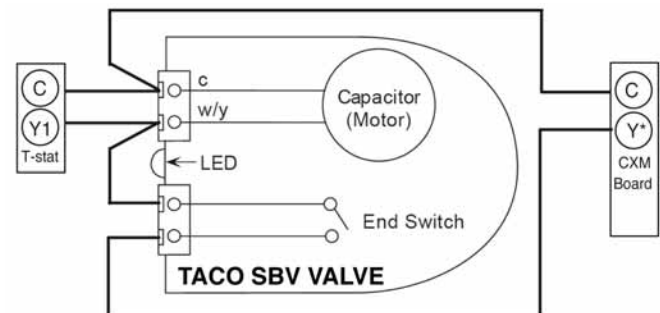 C
Y1
T-stat
c
w/y
LED
Capacitor
(Motor)
End Switch
TACO SBV VALVE
C
Y*
CXM
Board